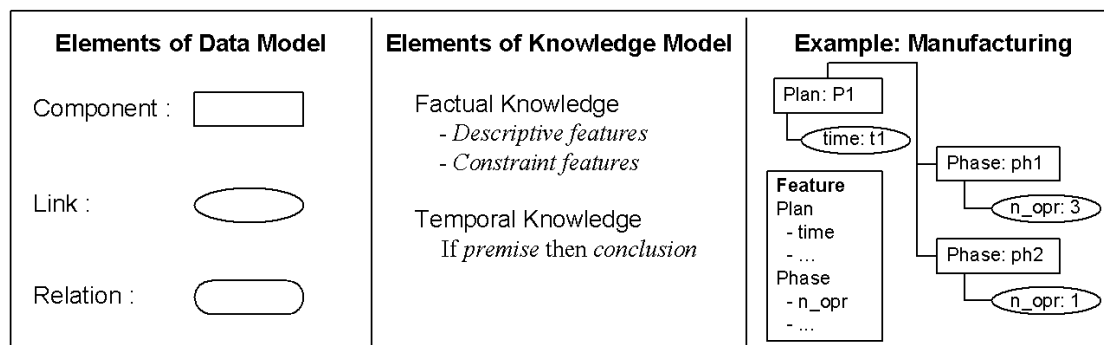 Elements of Data Model
Component :
Link :
Relation :
Elements of Knowledge Model
Factual Knowledge
- Descriptive features
- Constraint features
Temporal Knowledge
If premise then conclusion
Example: Manufacturing
Plan: P1
time: t1
Phase: ph1
n_opr: 3
Phase: ph2
n_opr: 1
Feature
Plan
- time
- ...
Phase
- n_opr
- ...